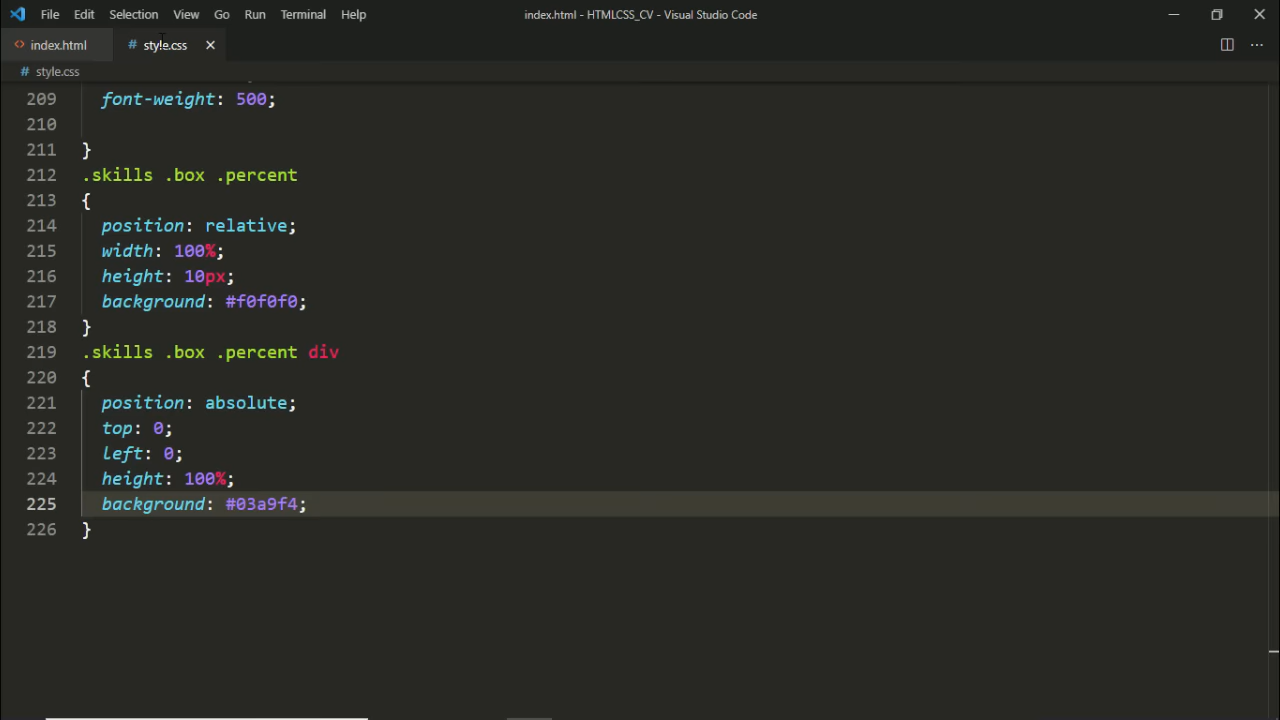 File Edit Selection View Go Run Terminal Help index.html - HTMLCSS_CV - Visual Studio Code
index.html # style.css
# style.css
209 font-weight: 500;
210
211 }
212 .skills .box .percent
213 {
214 position: relative;
215 width: 100%;
216 height: 10px;
217 background: #f0f0f0;
218 }
219 .skills .box .percent div
220 {
221 position: absolute;
222 top: 0;
223 left: 0;
224 height: 100%;
225 background: #03a9f4;
226 }